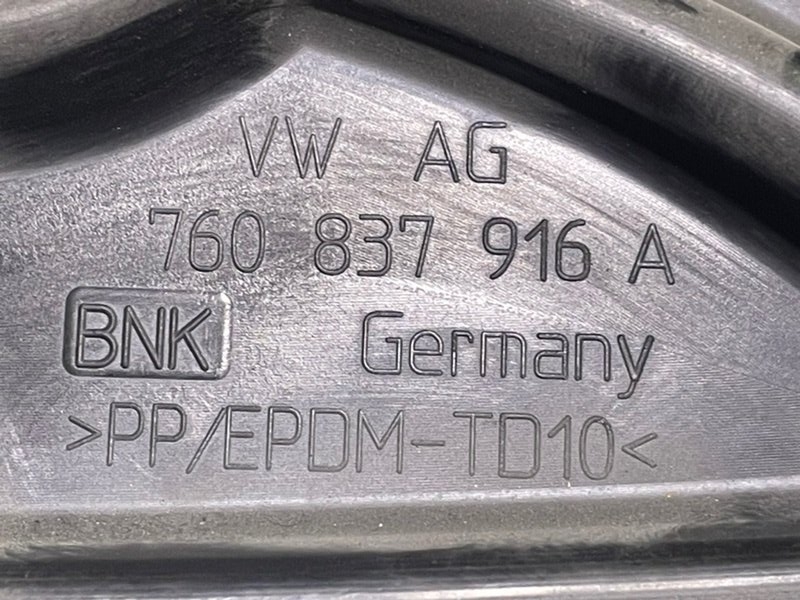 VW AG
760 837 916 A
BNK Germany
>PP/EPDM-TD10<